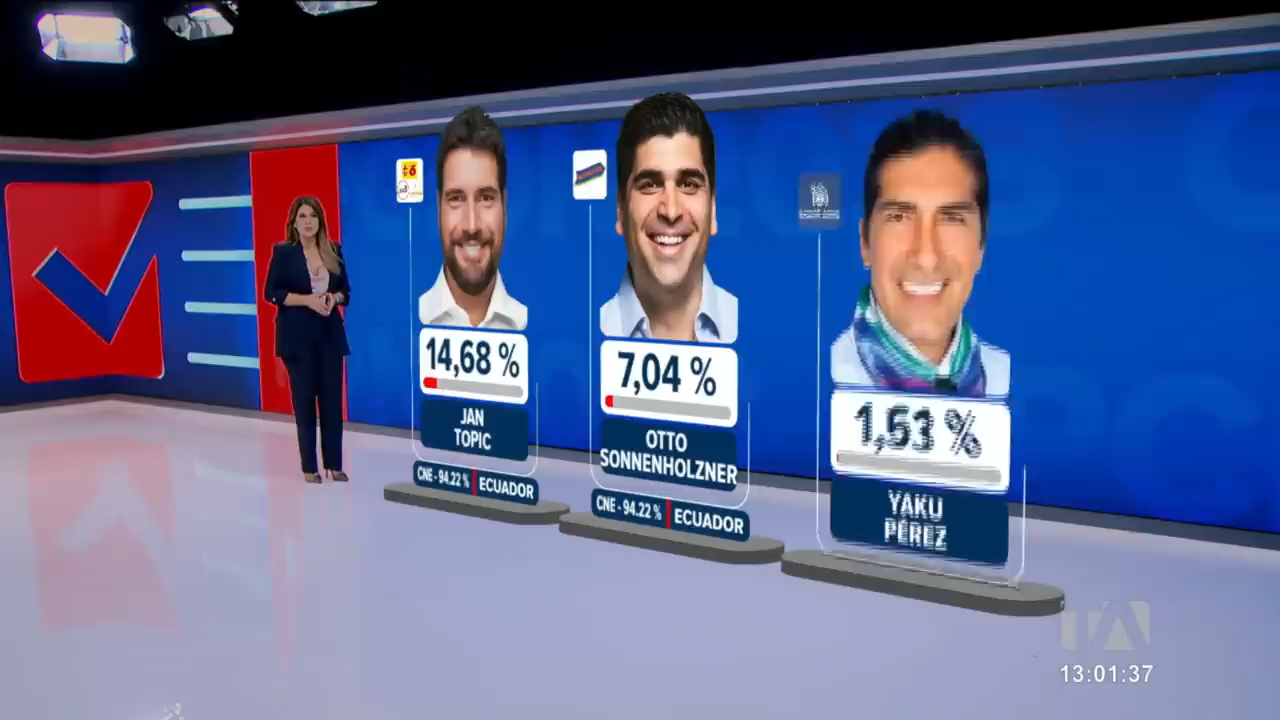 14,68 %
JAN
TOPIC
CNE - 94.22 % ECUADOR
7,04 %
OTTO
SONNENHOLZNER
CNE - 94.22 % ECUADOR
1,53 %
YAKU
PÉREZ
TA
13:01:37